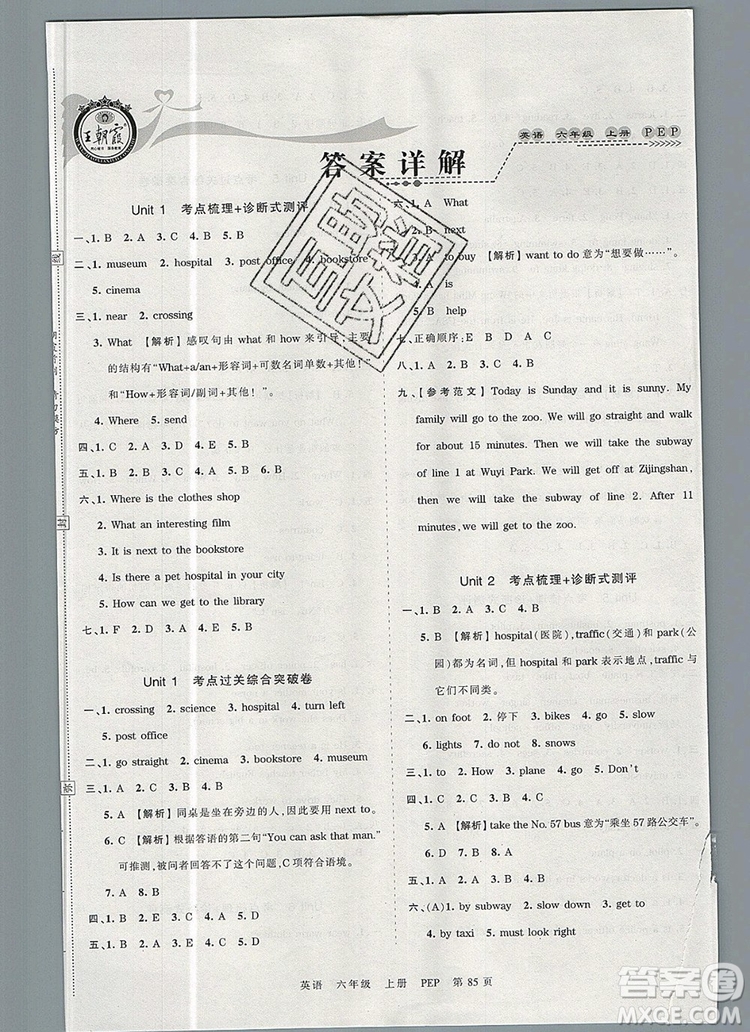 王朝霞
英语 六年级 上册 PEP
答案详解
Unit 1 考点梳理+诊断式测评
一、1. B 2. A 3. C 4. B 5. B
二、1. museum 2. hospital 3. post office 4. bookstore
5. cinema
三、1. near 2. crossing
3. What 【解析】感叹句由 what 和 how 来引导,主要
的结构有“What+a/an+形容词+可数名词单数+其他!”
和“How+形容词/副词+其他!”。
4. Where 5. send
四、1. C 2. A 3. A 4. B 5. B
五、1. B 2. C 3. A 4. B 5. A 6. B
六、1. Where is the clothes shop
2. What an interesting film
3. It is next to the bookstore
4. Is there a pet hospital in your city
5. How can you get to the library
七、1. F 2. D 3. A 4. C 5. B
Unit 1 考点过关综合突破卷
一、1. crossing 2. science 3. hospital 4. turn left
5. post office
二、1. go straight 2. cinema 3. bookstore 4. museum
三、1. B 2. A 3. C 4. B
5. A 【解析】同桌是坐在旁边的人,因此用 next to.
6. C 【解析】根据答语的第二句“You can ask that man.”
可推测,被问者回答不了这个问题,C项符合语境。
7. A 8. B
四、1. D 2. C 3. E 4. A 5. B
五、1. D 2. A 3. E 4. C 5. B
六、1. A What
2. B next
3. A to buy 【解析】want to do 意为“想要做……”。
4. A is
5. B help
七、正确顺序:E B D A C
八、1. B 2. A 3. C 4. B
九、【参考范文】Today is Sunday and it is sunny. My
family will go to the zoo. We will go straight and walk
for about 15 minutes. Then we will take the subway
of line 1 at Wuyi Park. We will get off at Zijingshan,
then we will take the subway of line 2. After 11
minutes, we will get to the zoo.
Unit 2 考点梳理+诊断式测评
一、1. B 2. A 3. C 4. B
5. B 【解析】hospital(医院),traffic(交通)和 park(公
园)都为名词,但 hospital 和 park 表示地点,traffic 与
它们不同类。
二、1. on foot 2. 停下 3. bikes 4. go 5. slow
6. lights 7. do not 8. snows
三、1. to 2. How 3. plane 4. go 5. Don't
四、1. B 2. A 3. C 4. B
5. A 【解析】take the No. 57 bus 意为“乘坐 57 路公交车”。
五、1. C 2. E 3. D 4. A 5. B
六、(A)1. by subway 2. slow down 3. get to
4. by taxi 5. must wait
英语 六年级 上册 PEP 第 85 页
作业精灵
MXQE.COM